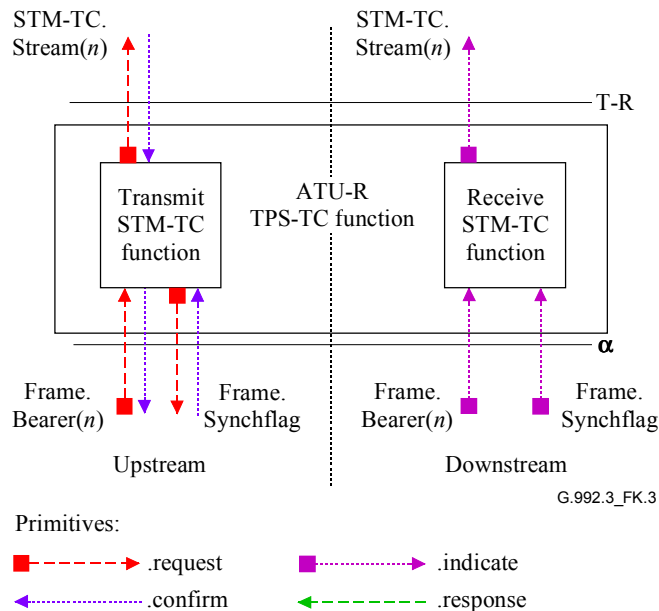 STM-TC.
Stream(n)
STM-TC.
Stream(n)
T-R
Transmit
STM-TC
function
ATU-R
TPS-TC function
Receive
STM-TC
function
α
Frame.
Bearer(n)
Frame.
Synchflag
Frame.
Bearer(n)
Frame.
Synchflag
Upstream
Downstream
G.992.3_FK.3
Primitives:
.request
.indicate
.confirm
.response